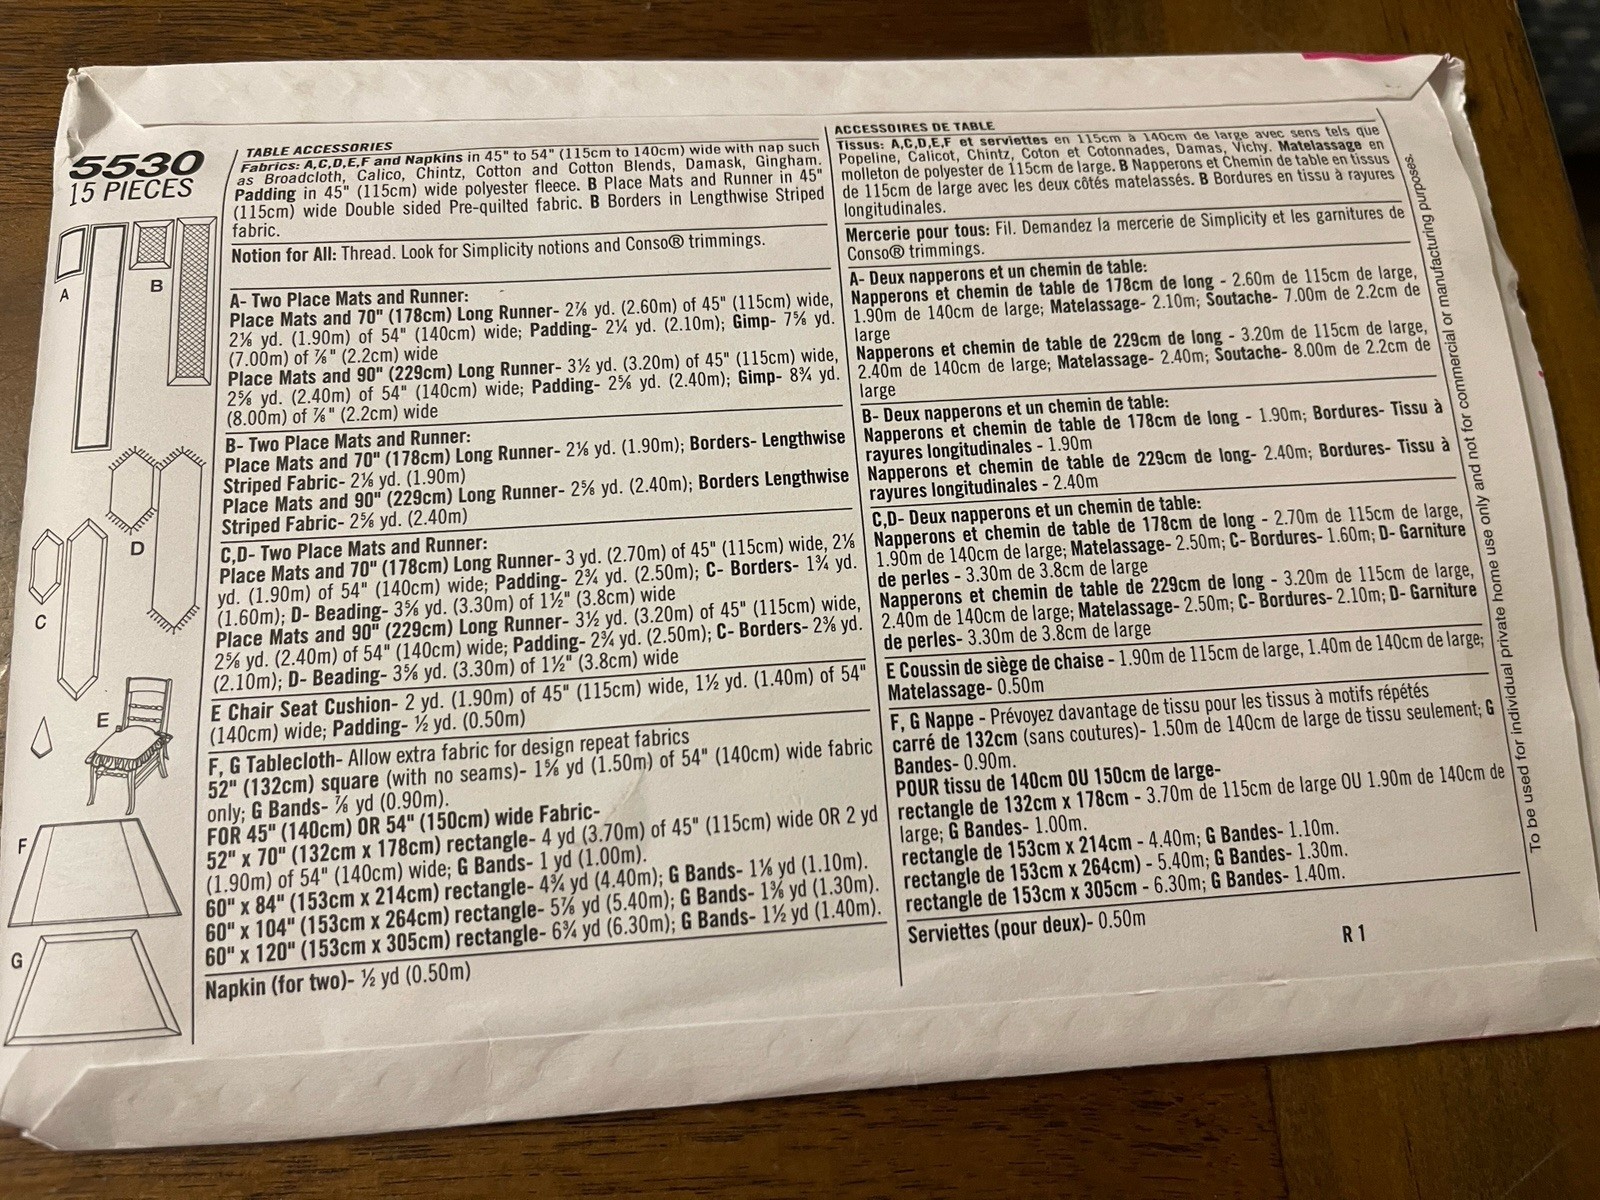 5530
15 PIECES
A
B
D
C
E
F
G
TABLE ACCESSORIES
Fabrics: A,C,D,E,F and Napkins in 45" to 54" (115cm to 140cm) wide with nap such
as Broadcloth, Calico, Chintz, Cotton and Cotton Blends, Damask, Gingham.
Padding in 45" (115cm) wide polyester fleece. B Place Mats and Runner in 45"
(115cm) wide Double sided Pre-quilted fabric. B Borders in Lengthwise Striped
fabric.
Notion for All: Thread. Look for Simplicity notions and Conso® trimmings.
A- Two Place Mats and Runner:
Place Mats and 70" (178cm) Long Runner- 2⅞ yd. (2.60m) of 45" (115cm) wide,
2⅛ yd. (1.90m) of 54" (140cm) wide; Padding- 2¼ yd. (2.10m); Gimp- 7⅝ yd.
(7.00m) of ⅞" (2.2cm) wide
Place Mats and 90" (229cm) Long Runner- 3½ yd. (3.20m) of 45" (115cm) wide,
2⅝ yd. (2.40m) of 54" (140cm) wide; Padding- 2⅝ yd. (2.40m); Gimp- 8¾ yd.
(8.00m) of ⅞" (2.2cm) wide
B- Two Place Mats and Runner:
Place Mats and 70" (178cm) Long Runner- 2⅛ yd. (1.90m); Borders- Lengthwise
Striped Fabric- 2⅛ yd. (1.90m)
Place Mats and 90" (229cm) Long Runner- 2⅝ yd. (2.40m); Borders Lengthwise
Striped Fabric- 2⅝ yd. (2.40m)
C,D- Two Place Mats and Runner:
Place Mats and 70" (178cm) Long Runner- 3 yd. (2.70m) of 45" (115cm) wide, 2⅛
yd. (1.90m) of 54" (140cm) wide; Padding- 2¾ yd. (2.50m); C- Borders- 1¾ yd.
(1.60m); D- Beading- 3⅝ yd. (3.30m) of 1½" (3.8cm) wide
Place Mats and 90" (229cm) Long Runner- 3½ yd. (3.20m) of 45" (115cm) wide,
2⅝ yd. (2.40m) of 54" (140cm) wide; Padding- 2¾ yd. (2.50m); C- Borders- 2⅜ yd.
(2.10m); D- Beading- 3⅝ yd. (3.30m) of 1½" (3.8cm) wide
E Chair Seat Cushion- 2 yd. (1.90m) of 45" (115cm) wide, 1½ yd. (1.40m) of 54"
(140cm) wide; Padding- ½ yd. (0.50m)
F, G Tablecloth- Allow extra fabric for design repeat fabrics
52" (132cm) square (with no seams)- 1⅝ yd (1.50m) of 54" (140cm) wide fabric
only; G Bands- ⅞ yd (0.90m).
FOR 45" (140cm) OR 54" (150cm) wide Fabric-
52" x 70" (132cm x 178cm) rectangle- 4 yd (3.70m) of 45" (115cm) wide OR 2 yd
(1.90m) of 54" (140cm) wide; G Bands- 1 yd (1.00m).
60" x 84" (153cm x 214cm) rectangle- 4¾ yd (4.40m); G Bands- 1⅛ yd (1.10m).
60" x 104" (153cm x 264cm) rectangle- 5⅞ yd (5.40m); G Bands- 1⅜ yd (1.30m).
60" x 120" (153cm x 305cm) rectangle- 6¾ yd (6.30m); G Bands- 1½ yd (1.40m).
Napkin (for two)- ½ yd (0.50m)
ACCESSOIRES DE TABLE
Tissus: A,C,D,E,F et serviettes en 115cm à 140cm de large avec sens tels que
Popeline, Calicot, Chintz, Coton et Cotonnades, Damas, Vichy. Matelassage en
molleton de polyester de 115cm de large. B Napperons et Chemin de table en tissus
de 115cm de large avec les deux côtés matelassés. B Bordures en tissu à rayures
longitudinales.
Mercerie pour tous: Fil. Demandez la mercerie de Simplicity et les garnitures de
Conso® trimmings.
A- Deux napperons et un chemin de table:
Napperons et chemin de table de 178cm de long - 2.60m de 115cm de large,
1.90m de 140cm de large; Matelassage- 2.10m; Soutache- 7.00m de 2.2cm de
large
Napperons et chemin de table de 229cm de long - 3.20m de 115cm de large,
2.40m de 140cm de large; Matelassage- 2.40m; Soutache- 8.00m de 2.2cm de
large
B- Deux napperons et un chemin de table:
Napperons et chemin de table de 178cm de long - 1.90m; Bordures- Tissu à
rayures longitudinales - 1.90m
Napperons et chemin de table de 229cm de long- 2.40m; Bordures- Tissu à
rayures longitudinales - 2.40m
C,D- Deux napperons et un chemin de table:
Napperons et chemin de table de 178cm de long - 2.70m de 115cm de large,
1.90m de 140cm de large; Matelassage- 2.50m; C- Bordures- 1.60m; D- Garniture
de perles - 3.30m de 3.8cm de large
Napperons et chemin de table de 229cm de long - 3.20m de 115cm de large,
2.40m de 140cm de large; Matelassage- 2.50m; C- Bordures- 2.10m; D- Garniture
de perles- 3.30m de 3.8cm de large
E Coussin de siège de chaise - 1.90m de 115cm de large, 1.40m de 140cm de large;
Matelassage- 0.50m
F, G Nappe - Prévoyez davantage de tissu pour les tissus à motifs répétés
carré de 132cm (sans coutures)- 1.50m de 140cm de large de tissu seulement; G
Bandes- 0.90m.
POUR tissu de 140cm OU 150cm de large-
rectangle de 132cm x 178cm - 3.70m de 115cm de large OU 1.90m de 140cm de
large; G Bandes- 1.00m.
rectangle de 153cm x 214cm - 4.40m; G Bandes- 1.10m.
rectangle de 153cm x 264cm) - 5.40m; G Bandes- 1.30m.
rectangle de 153cm x 305cm - 6.30m; G Bandes- 1.40m.
Serviettes (pour deux)- 0.50m
R 1
To be used for individual private home use only and not for commercial or manufacturing purposes.